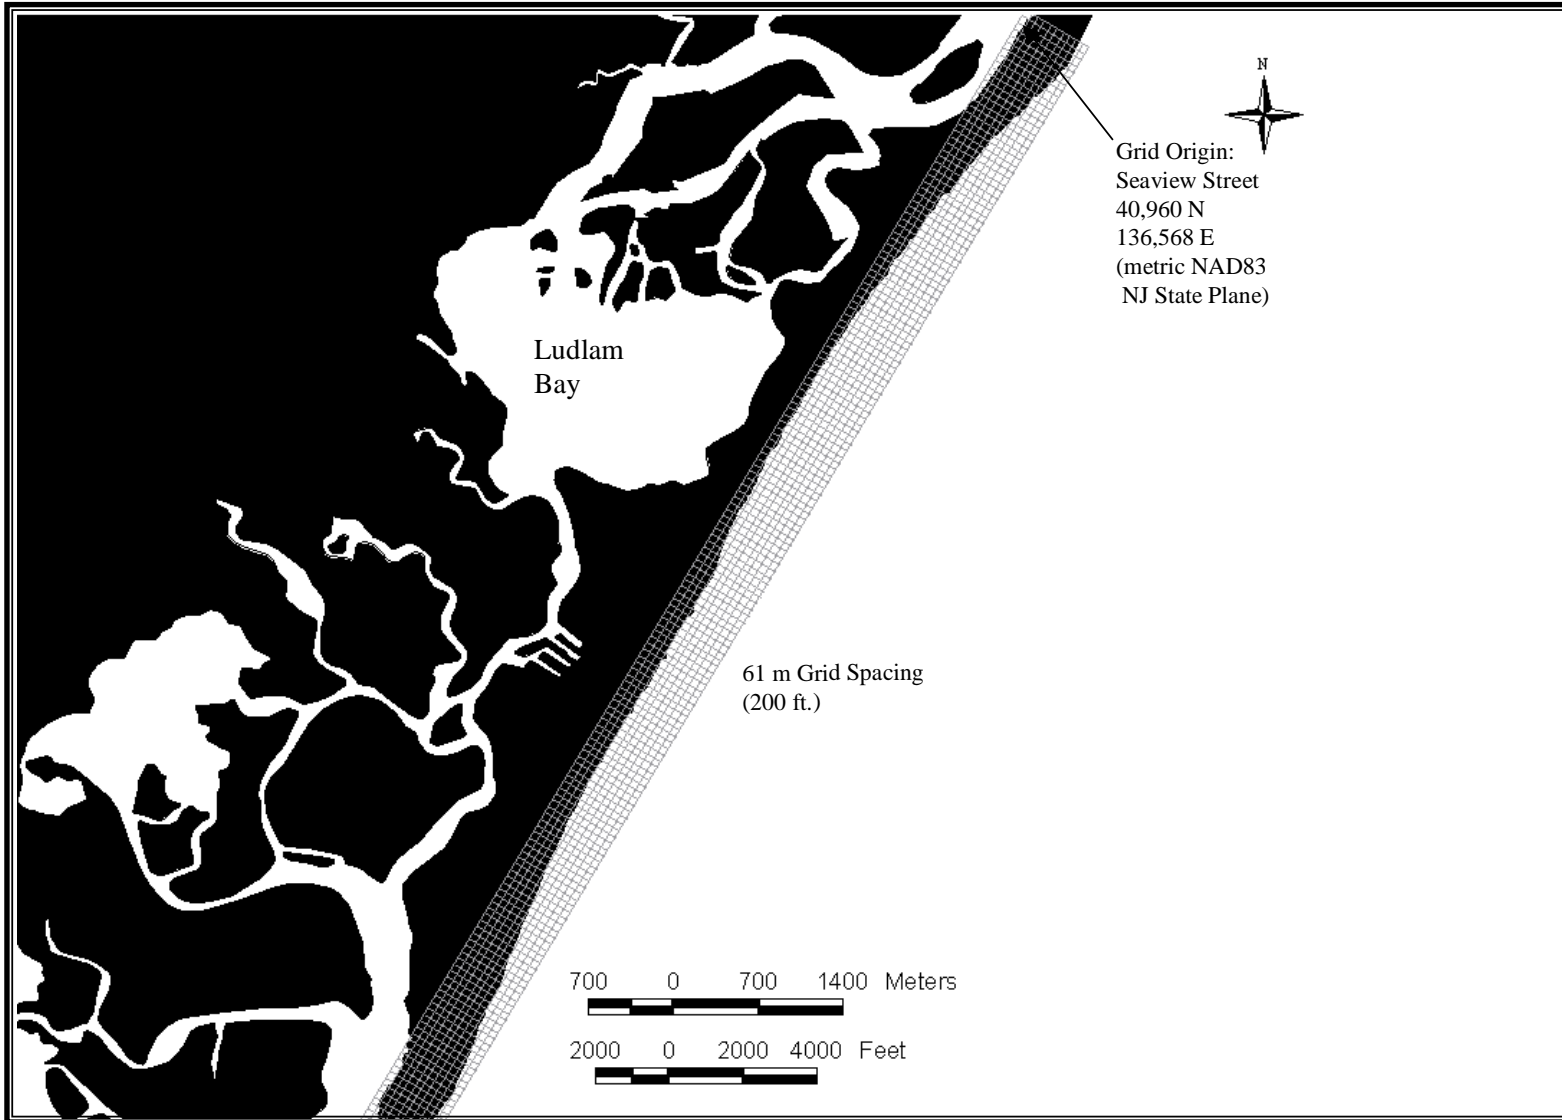 N
Grid Origin:
Seaview Street
40,960 N
136,568 E
(metric NAD83
NJ State Plane)
Ludlam
Bay
61 m Grid Spacing
(200 ft.)
700 0 700 1400 Meters
2000 0 2000 4000 Feet